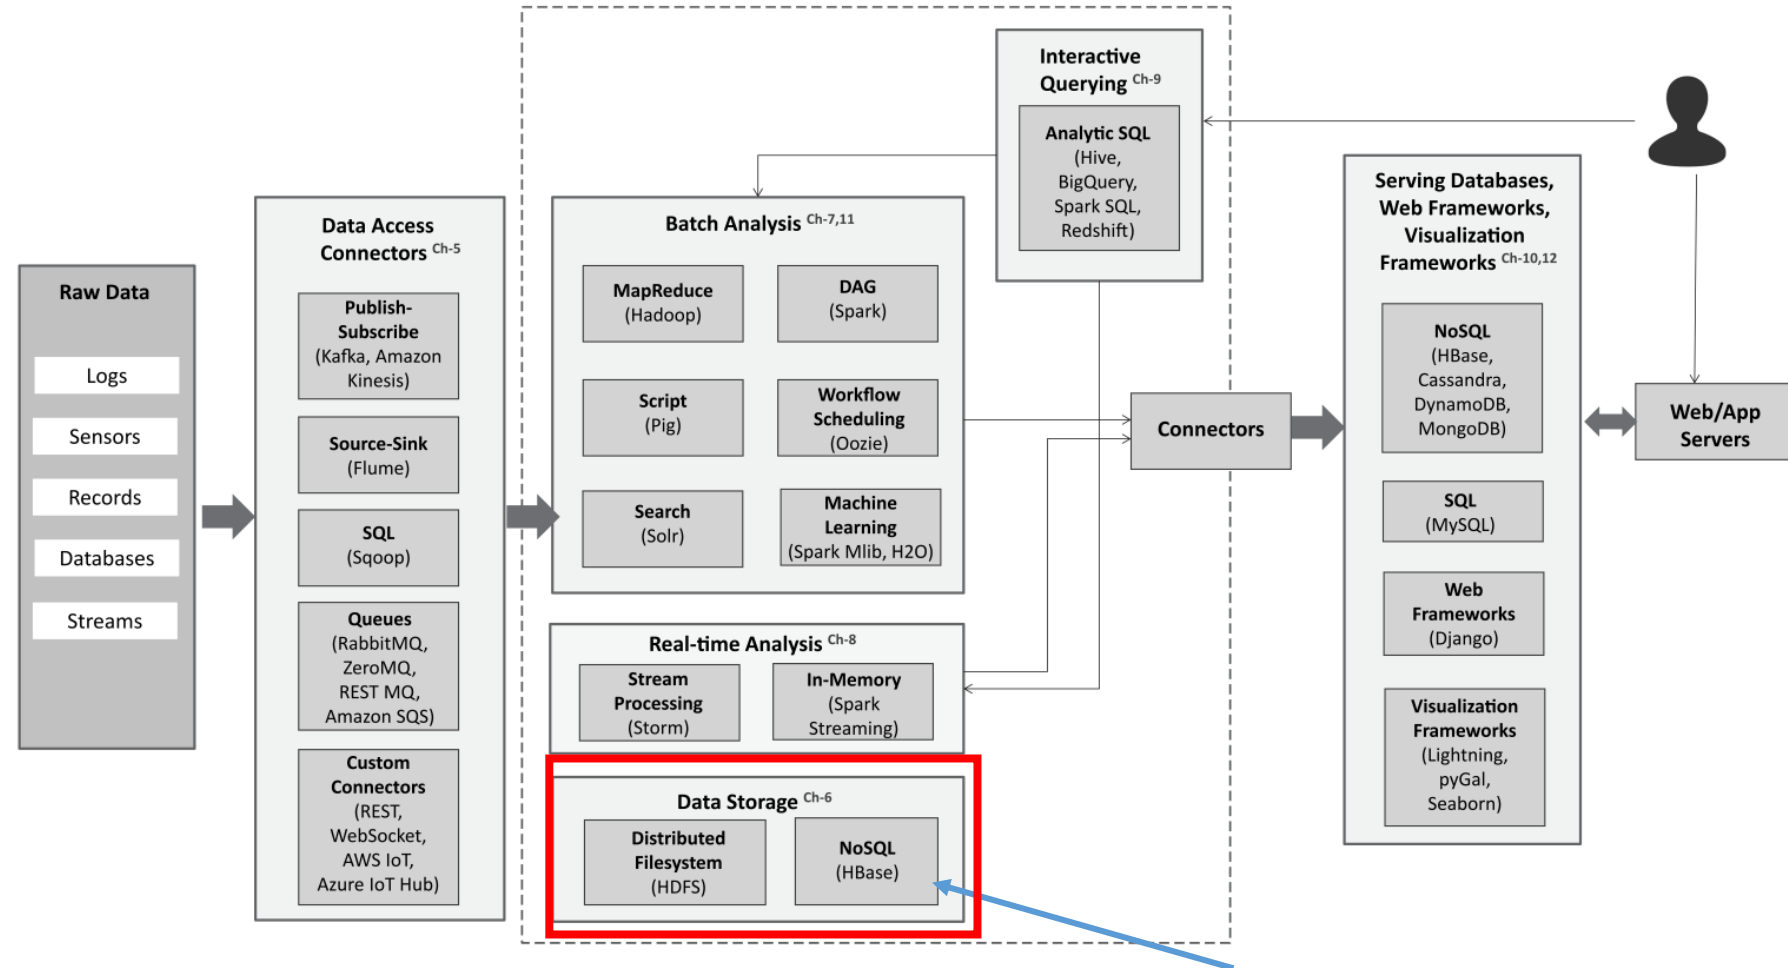 Raw Data
Logs
Sensors
Records
Databases
Streams
Data Access
Connectors Ch-5
Publish-
Subscribe
(Kafka, Amazon
Kinesis)
Source-Sink
(Flume)
SQL
(Sqoop)
Queues
(RabbitMQ,
ZeroMQ,
REST MQ,
Amazon SQS)
Custom
Connectors
(REST,
WebSocket,
AWS IoT,
Azure IoT Hub)
Batch Analysis Ch-7,11
MapReduce
(Hadoop)
DAG
(Spark)
Script
(Pig)
Workflow
Scheduling
(Oozie)
Search
(Solr)
Machine
Learning
(Spark Mlib, H2O)
Real-time Analysis Ch-8
Stream
Processing
(Storm)
In-Memory
(Spark
Streaming)
Data Storage Ch-6
Distributed
Filesystem
(HDFS)
NoSQL
(HBase)
Interactive
Querying Ch-9
Analytic SQL
(Hive,
BigQuery,
Spark SQL,
Redshift)
Connectors
Serving Databases,
Web Frameworks,
Visualization
Frameworks Ch-10,12
NoSQL
(HBase,
Cassandra,
DynamoDB,
MongoDB)
SQL
(MySQL)
Web
Frameworks
(Django)
Visualization
Frameworks
(Lightning,
pyGal,
Seaborn)
Web/App
Servers